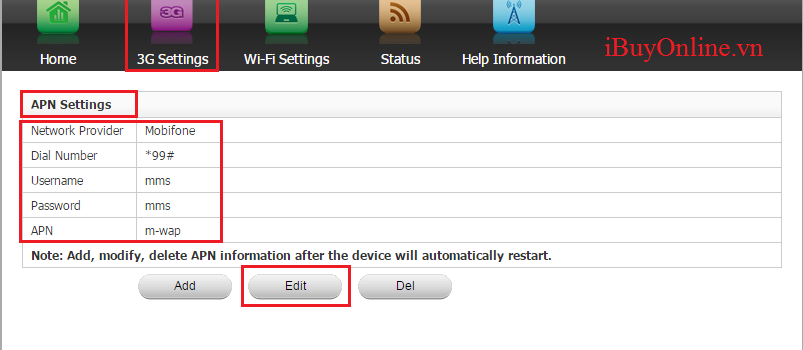 3G
Home
3G Settings
Wi-Fi Settings
Status
Help Information
iBuyOnline.vn
APN Settings
Network Provider Mobifone
Dial Number *99#
Username mms
Password mms
APN m-wap
Note: Add, modify, delete APN information after the device will automatically restart.
Add
Edit
Del